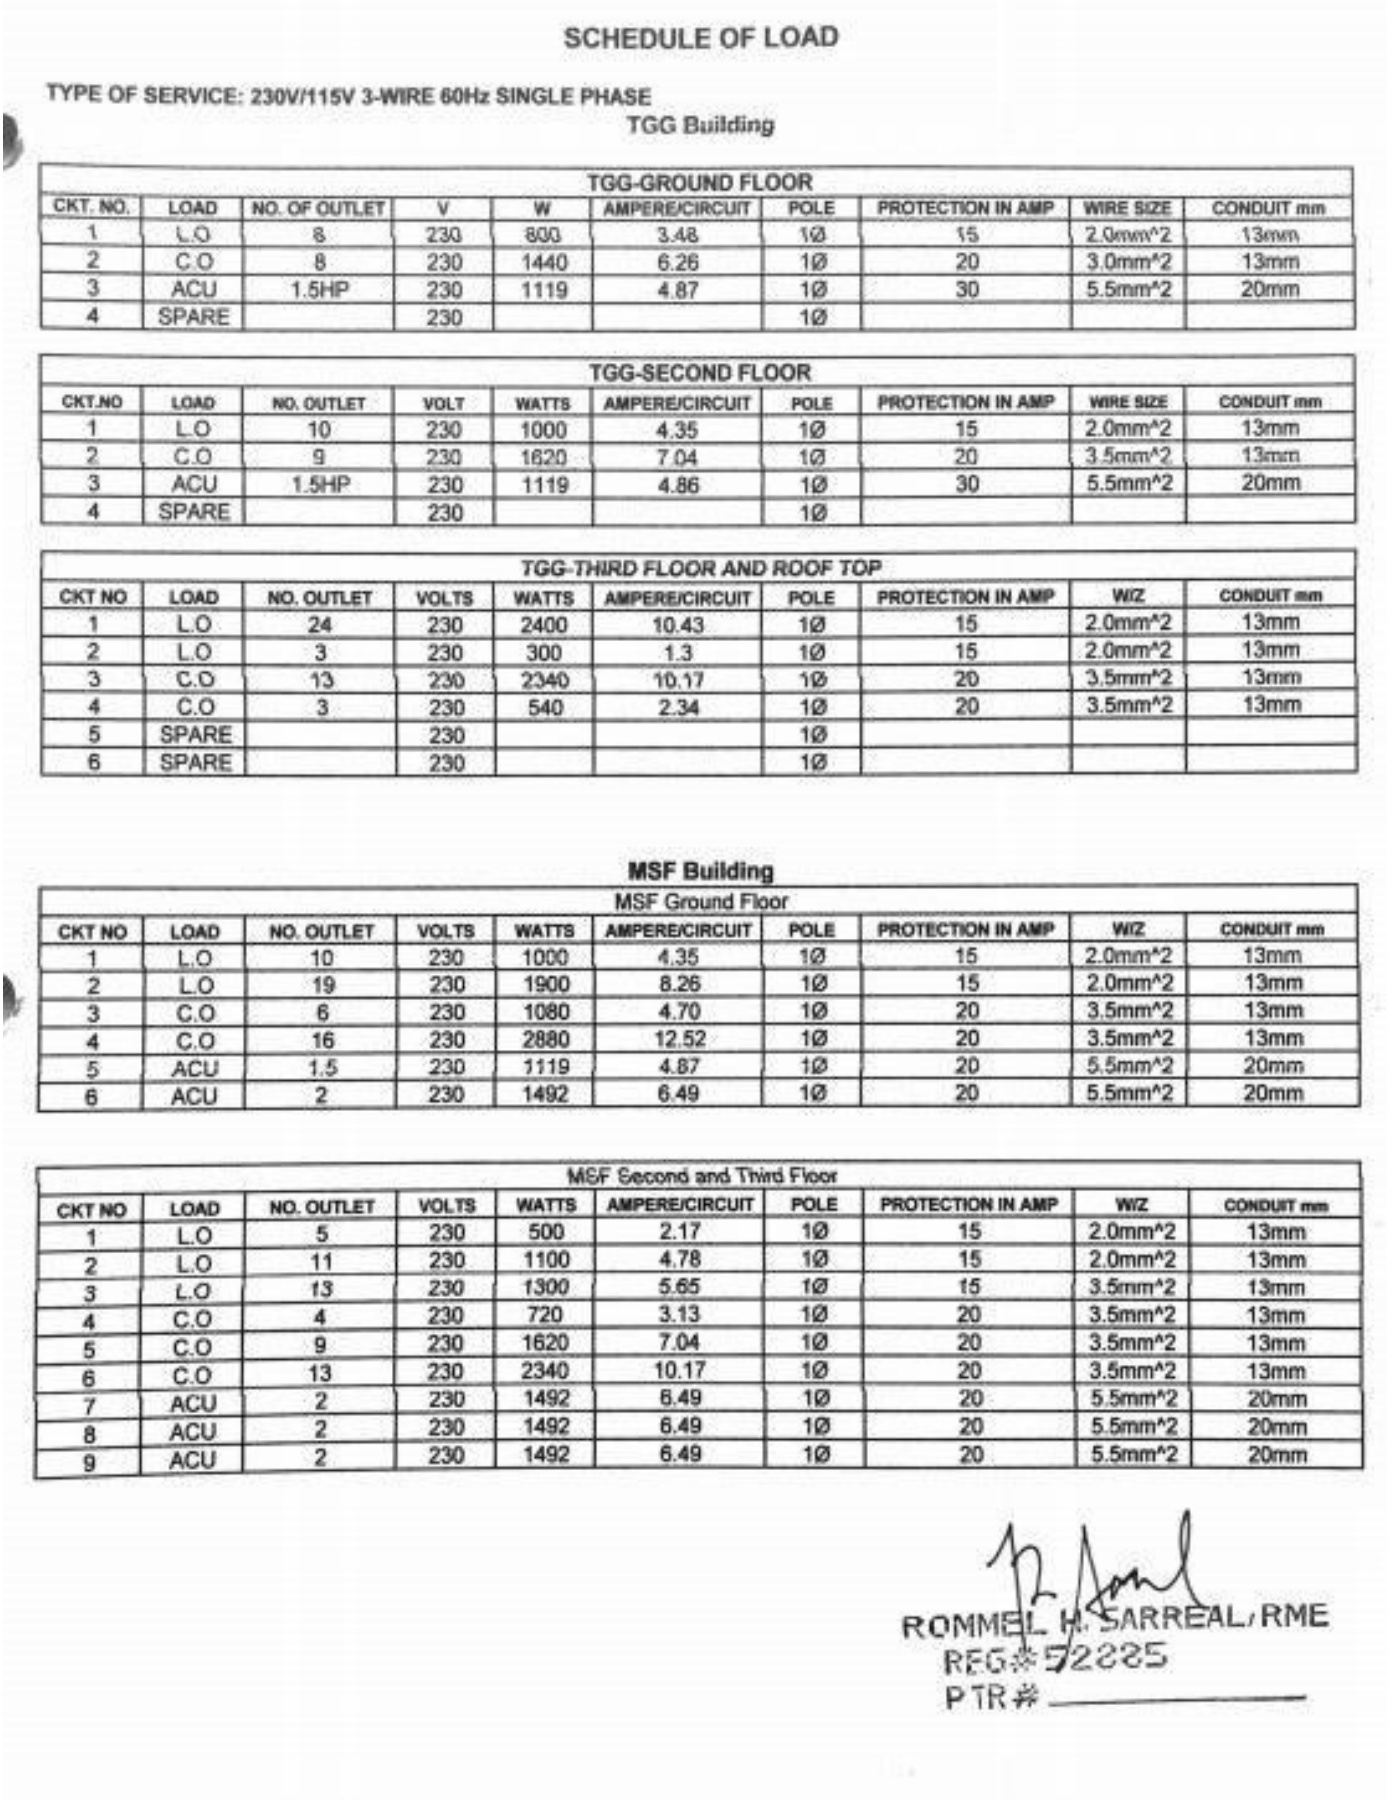 SCHEDULE OF LOAD
TYPE OF SERVICE: 230V/115V 3-WIRE 60Hz SINGLE PHASE
TGG Building
TGG-GROUND FLOOR
CKT. NO. LOAD NO. OF OUTLET V W AMPERE/CIRCUIT POLE PROTECTION IN AMP WIRE SIZE CONDUIT mm
1 L.O 8 230 800 3.48 1Ø 15 2.0mm^2 13mm
2 C.O 8 230 1440 6.26 1Ø 20 3.0mm^2 13mm
3 ACU 1.5HP 230 1119 4.87 1Ø 30 5.5mm^2 20mm
4 SPARE 230 1Ø
TGG-SECOND FLOOR
CKT.NO LOAD NO. OUTLET VOLT WATTS AMPERE/CIRCUIT POLE PROTECTION IN AMP WIRE SIZE CONDUIT mm
1 L.O 10 230 1000 4.35 1Ø 15 2.0mm^2 13mm
2 C.O 9 230 1620 7.04 1Ø 20 3.5mm^2 13mm
3 ACU 1.5HP 230 1119 4.86 1Ø 30 5.5mm^2 20mm
4 SPARE 230 1Ø
TGG-THIRD FLOOR AND ROOF TOP
CKT NO LOAD NO. OUTLET VOLTS WATTS AMPERE/CIRCUIT POLE PROTECTION IN AMP W/Z CONDUIT mm
1 L.O 24 230 2400 10.43 1Ø 15 2.0mm^2 13mm
2 L.O 3 230 300 1.3 1Ø 15 2.0mm^2 13mm
3 C.O 13 230 2340 10.17 1Ø 20 3.5mm^2 13mm
4 C.O 3 230 540 2.34 1Ø 20 3.5mm^2 13mm
5 SPARE 230 1Ø
6 SPARE 230 1Ø
MSF Building
MSF Ground Floor
CKT NO LOAD NO. OUTLET VOLTS WATTS AMPERE/CIRCUIT POLE PROTECTION IN AMP W/Z CONDUIT mm
1 L.O 10 230 1000 4.35 1Ø 15 2.0mm^2 13mm
2 L.O 19 230 1900 8.26 1Ø 15 2.0mm^2 13mm
3 C.O 6 230 1080 4.70 1Ø 20 3.5mm^2 13mm
4 C.O 16 230 2880 12.52 1Ø 20 3.5mm^2 13mm
5 ACU 1.5 230 1119 4.87 1Ø 20 5.5mm^2 20mm
6 ACU 2 230 1492 6.49 1Ø 20 5.5mm^2 20mm
MSF Second and Third Floor
CKT NO LOAD NO. OUTLET VOLTS WATTS AMPERE/CIRCUIT POLE PROTECTION IN AMP W/Z CONDUIT mm
1 L.O 5 230 500 2.17 1Ø 15 2.0mm^2 13mm
2 L.O 11 230 1100 4.78 1Ø 15 2.0mm^2 13mm
3 L.O 13 230 1300 5.65 1Ø 15 3.5mm^2 13mm
4 C.O 4 230 720 3.13 1Ø 20 3.5mm^2 13mm
5 C.O 9 230 1620 7.04 1Ø 20 3.5mm^2 13mm
6 C.O 13 230 2340 10.17 1Ø 20 3.5mm^2 13mm
7 ACU 2 230 1492 6.49 1Ø 20 5.5mm^2 20mm
8 ACU 2 230 1492 6.49 1Ø 20 5.5mm^2 20mm
9 ACU 2 230 1492 6.49 1Ø 20 5.5mm^2 20mm
ROMMEL H. SARREAL, RME
REG# 52225
PTR#